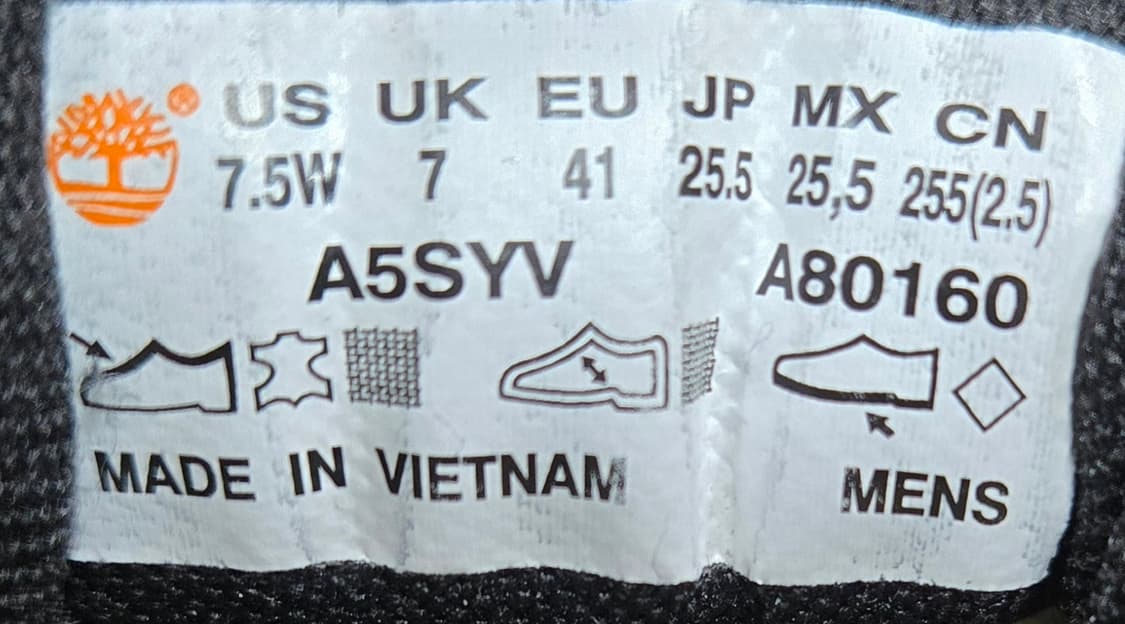 ® US UK EU JP MX CN
7.5W 7 41 25.5 25,5 255(2.5)
A5SYV A80160
MADE IN VIETNAM MENS